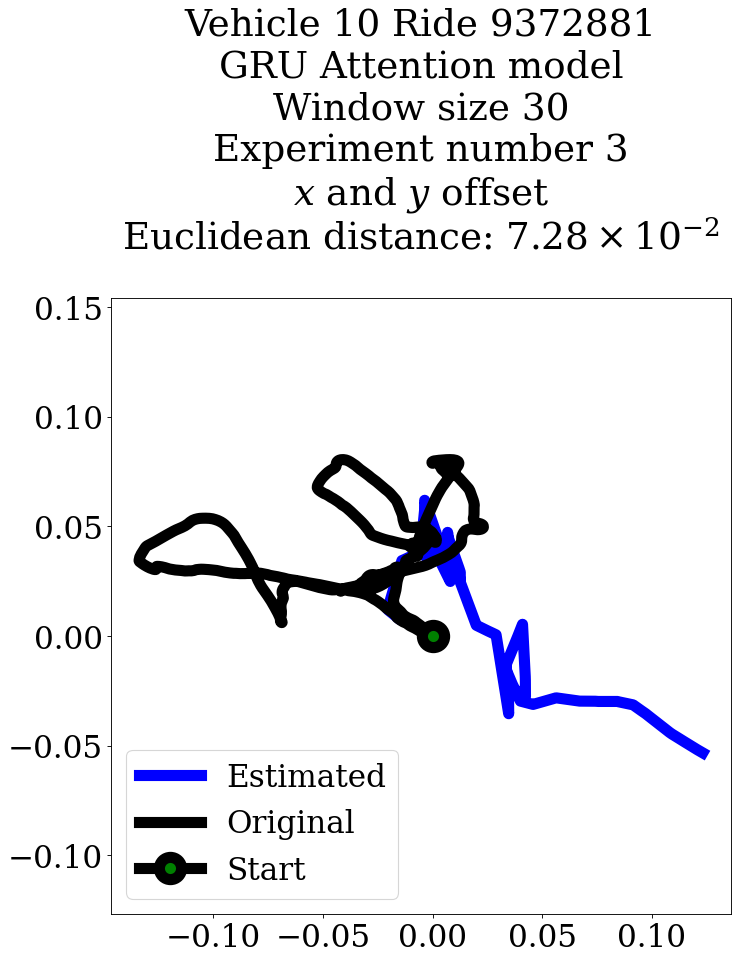 Vehicle 10 Ride 9372881
GRU Attention model
Window size 30
Experiment number 3
x and y offset
Euclidean distance: 7.28 × 10⁻²
0.15
0.10
0.05
0.00
−0.05
−0.10
Estimated
Original
Start
−0.10 −0.05 0.00 0.05 0.10